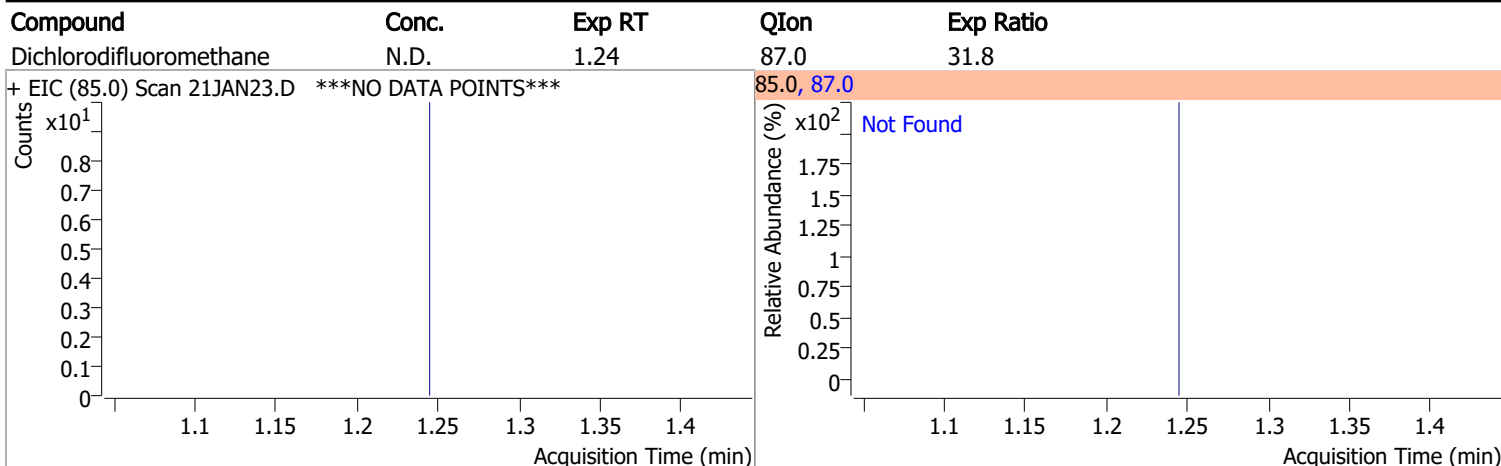 Compound Conc. Exp RT QIon Exp Ratio
Dichlorodifluoromethane N.D. 1.24 87.0 31.8
+ EIC (85.0) Scan 21JAN23.D ***NO DATA POINTS***
Counts
x10¹
0.8
0.7
0.6
0.5
0.4
0.3
0.2
0.1
0
1.1 1.15 1.2 1.25 1.3 1.35 1.4
Acquisition Time (min)
85.0, 87.0
Relative Abundance (%)
x10²
Not Found
1.75
1.5
1.25
1
0.75
0.5
0.25
0
1.1 1.15 1.2 1.25 1.3 1.35 1.4
Acquisition Time (min)